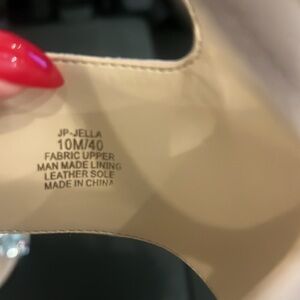 JP-JELLA
10M/40
FABRIC UPPER
MAN MADE LINING
LEATHER SOLE
MADE IN CHINA